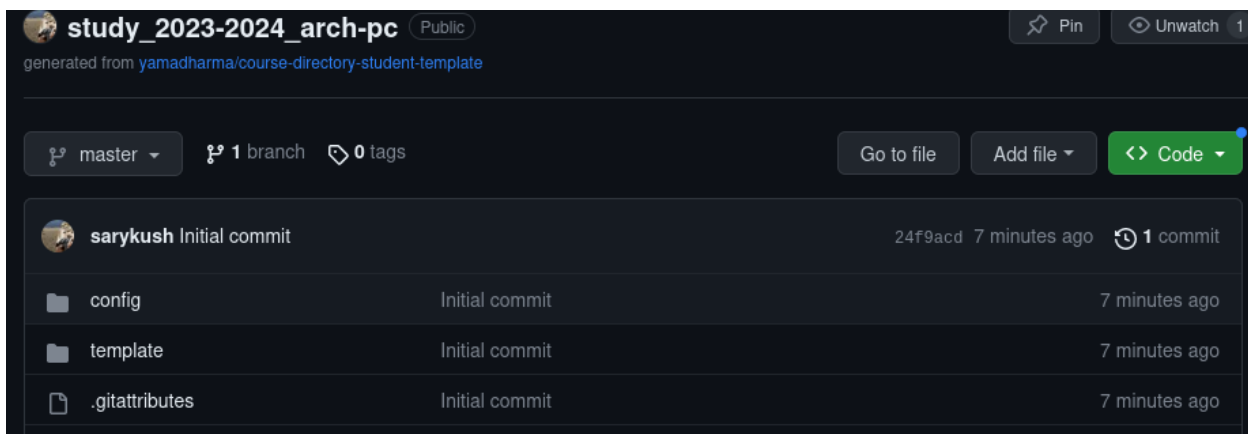 study_2023-2024_arch-pc Public Pin Unwatch 1
generated from yamadharma/course-directory-student-template
master 1 branch 0 tags Go to file Add file Code
sarykush Initial commit 24f9acd 7 minutes ago 1 commit
config Initial commit 7 minutes ago
template Initial commit 7 minutes ago
.gitattributes Initial commit 7 minutes ago